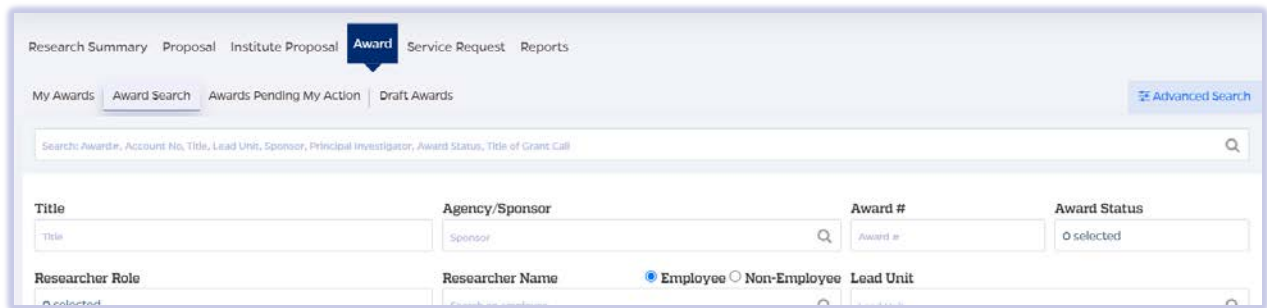 Research Summary Proposal Institute Proposal Award Service Request Reports
My Awards Award Search Awards Pending My Action Draft Awards Advanced Search
Search: Award#, Account No, Title, Lead Unit, Sponsor, Principal Investigator, Award Status, Title of Grant Call
Title Agency/Sponsor Award # Award Status
Title Sponsor Award # 0 selected
Researcher Role Researcher Name Employee Non-Employee Lead Unit
0 selected